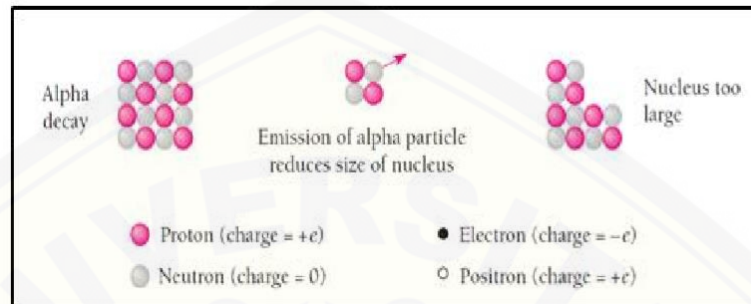 Alpha
decay
Emission of alpha particle
reduces size of nucleus
Nucleus too
large
Proton (charge = +e)
Electron (charge = −e)
Neutron (charge = 0)
Positron (charge = +e)